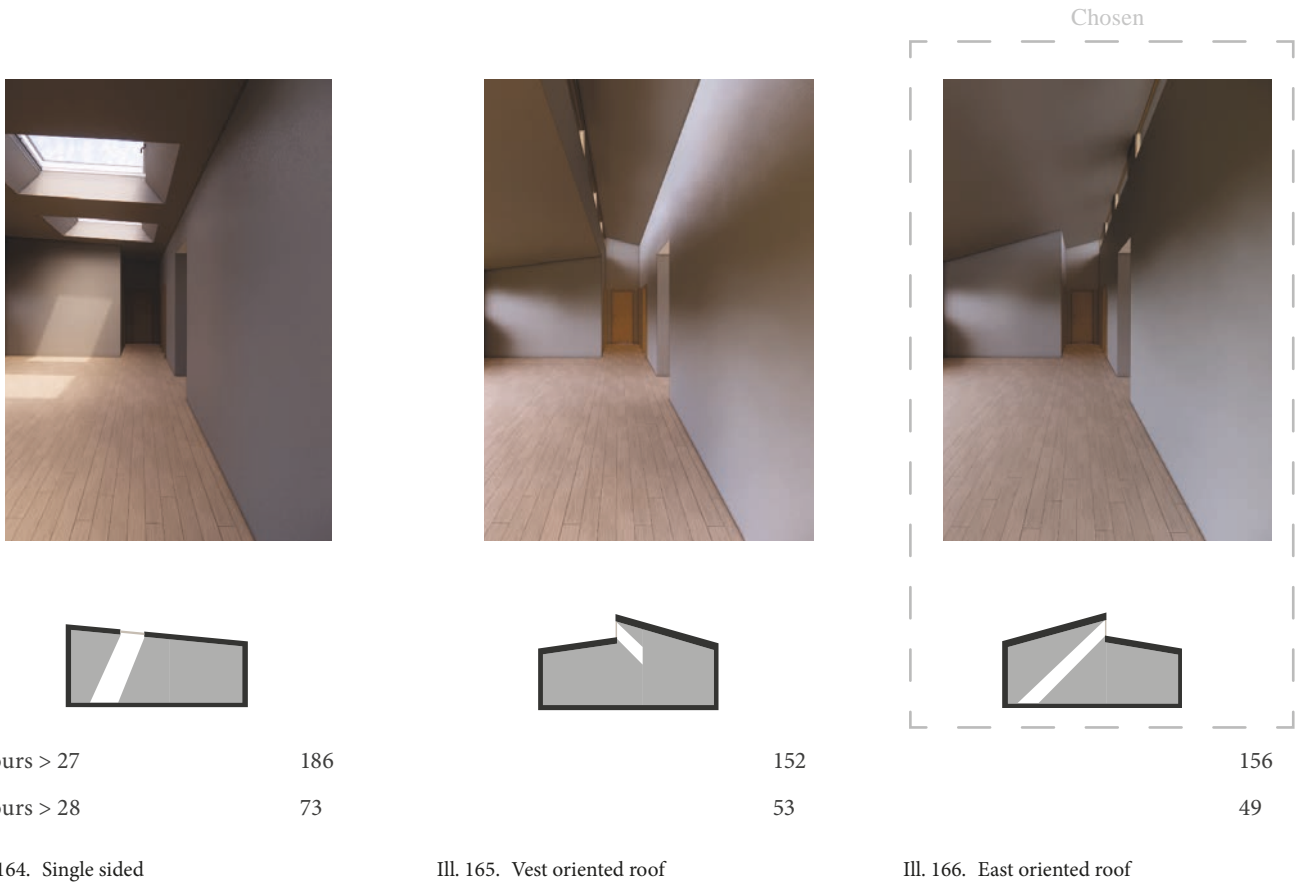 Chosen
ours > 27 186 152 156
ours > 28 73 53 49
164. Single sided
Ill. 165. Vest oriented roof
Ill. 166. East oriented roof